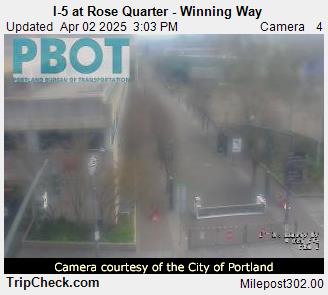 I-5 at Rose Quarter - Winning Way
Updated Apr 02 2025 3:03 PM Camera 4
PBOT
PORTLAND BUREAU OF TRANSPORTATION
Camera courtesy of the City of Portland
TripCheck.com Milepost302.00